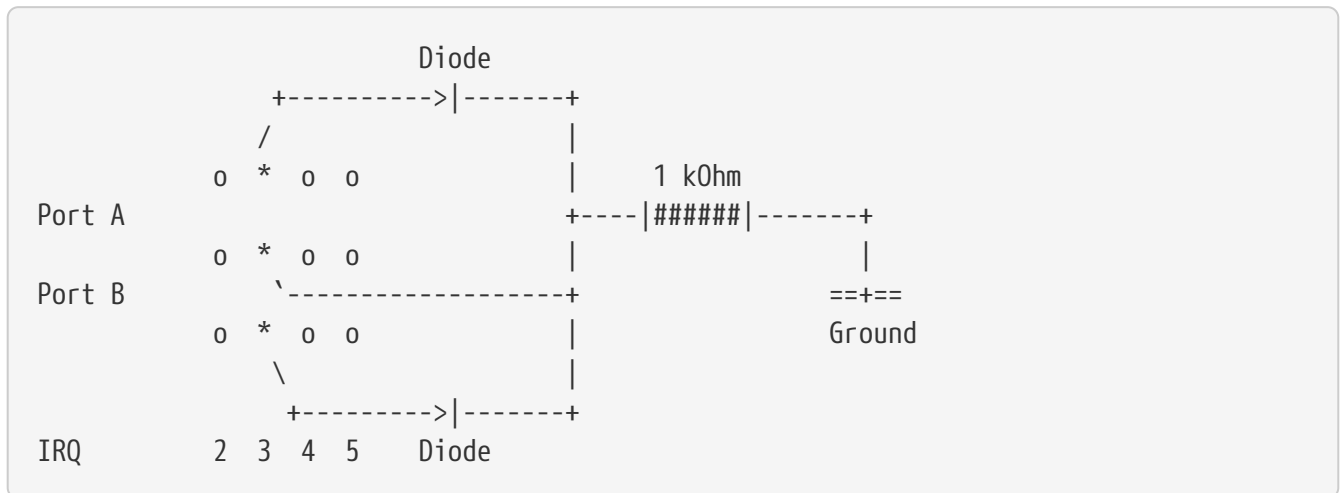 Diode
                +---------->|-------+
               /                    |
            o  *  o  o              |     1 kOhm
Port A                              +----|######|-------+
            o  *  o  o              |                   |
Port B          `-------------------+                 ==+==
            o  *  o  o              |                 Ground
                \                   |
                 +--------->|-------+
IRQ         2  3  4  5    Diode